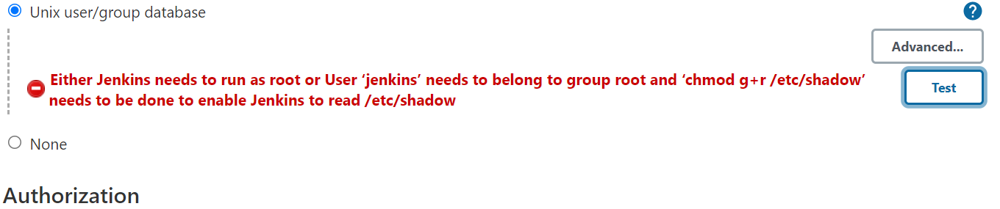 Unix user/group database
?
Advanced...
Either Jenkins needs to run as root or User ‘jenkins’ needs to belong to group root and ‘chmod g+r /etc/shadow’
needs to be done to enable Jenkins to read /etc/shadow
Test
None
Authorization